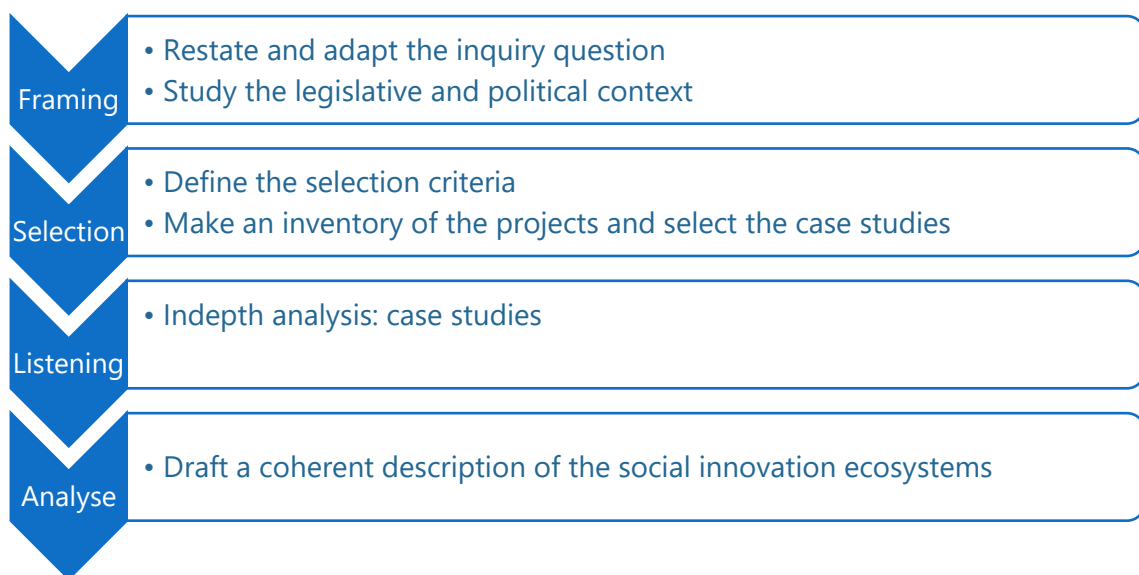 Framing
• Restate and adapt the inquiry question
• Study the legislative and political context
Selection
• Define the selection criteria
• Make an inventory of the projects and select the case studies
Listening
• Indepth analysis: case studies
Analyse
• Draft a coherent description of the social innovation ecosystems